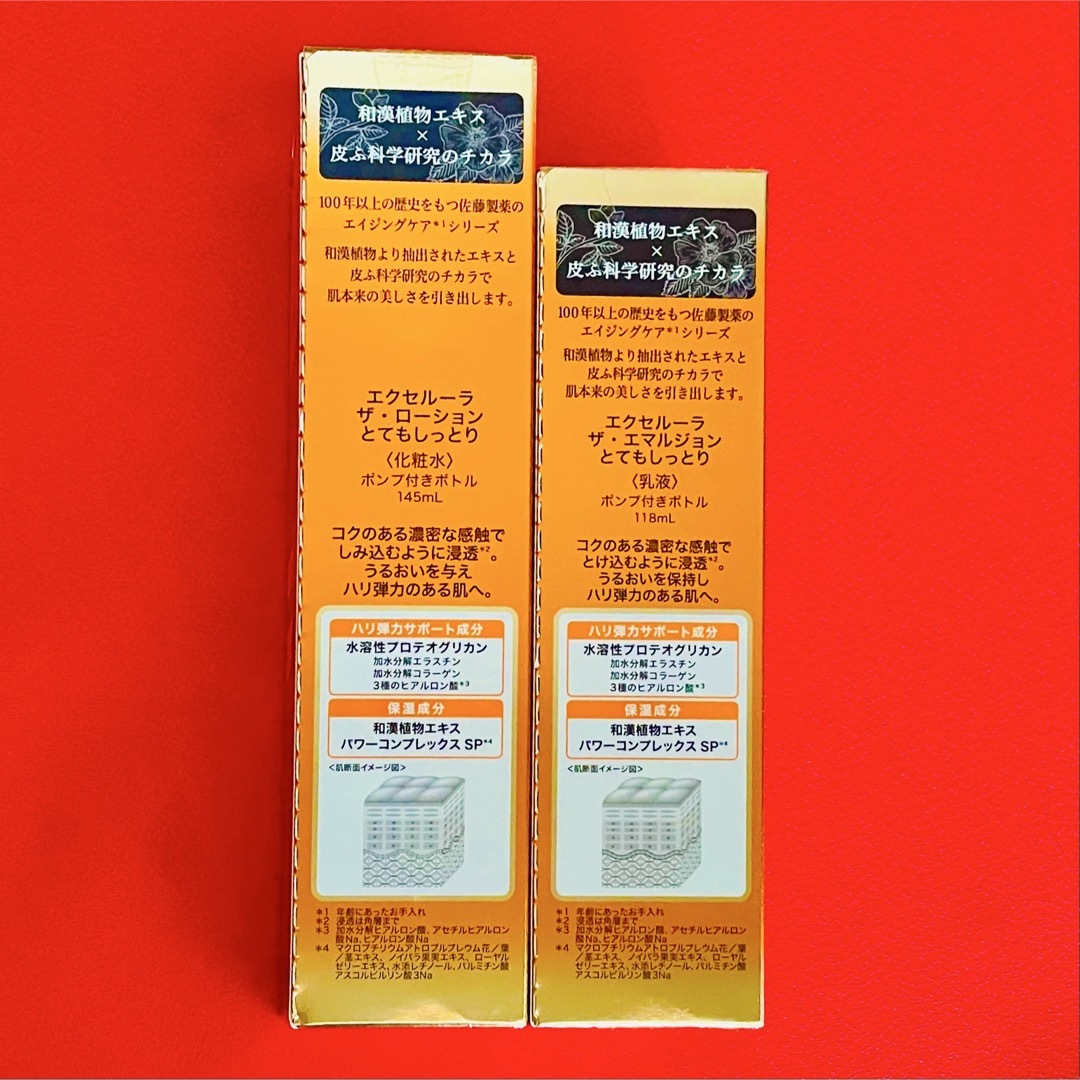 和漢植物エキス
×
皮ふ科学研究のチカラ
100年以上の歴史をもつ佐藤製薬の
エイジングケア*1シリーズ
和漢植物より抽出されたエキスと
皮ふ科学研究のチカラで
肌本来の美しさを引き出します。
エクセルーラ
ザ・ローション
とてもしっとり
〈化粧水〉
ポンプ付きボトル
145mL
コクのある濃密な感触で
しみ込むように浸透*2。
うるおいを与え
ハリ弾力のある肌へ。
ハリ弾力サポート成分
水溶性プロテオグリカン
加水分解エラスチン
加水分解コラーゲン
3種のヒアルロン酸*3
保湿成分
和漢植物エキス
パワーコンプレックス SP*4
<肌断面イメージ図>
*1 年齢にあったお手入れ
*2 浸透は角層まで
*3 加水分解ヒアルロン酸、アセチルヒアルロン
酸Na、ヒアルロン酸Na
*4 マクロプチリウムアトロプルプレウム花／葉
／茎エキス、ノイバラ果実エキス、ローヤル
ゼリーエキス、水添レチノール、パルミチン酸
アスコルビルリン酸3Na
和漢植物エキス
×
皮ふ科学研究のチカラ
100年以上の歴史をもつ佐藤製薬の
エイジングケア*1シリーズ
和漢植物より抽出されたエキスと
皮ふ科学研究のチカラで
肌本来の美しさを引き出します。
エクセルーラ
ザ・エマルジョン
とてもしっとり
〈乳液〉
ポンプ付きボトル
118mL
コクのある濃密な感触で
とけ込むように浸透*2。
うるおいを保持し
ハリ弾力のある肌へ。
ハリ弾力サポート成分
水溶性プロテオグリカン
加水分解エラスチン
加水分解コラーゲン
3種のヒアルロン酸*3
保湿成分
和漢植物エキス
パワーコンプレックス SP*4
<肌断面イメージ図>
*1 年齢にあったお手入れ
*2 浸透は角層まで
*3 加水分解ヒアルロン酸、アセチルヒアルロン
酸Na、ヒアルロン酸Na
*4 マクロプチリウムアトロプルプレウム花／葉
／茎エキス、ノイバラ果実エキス、ローヤル
ゼリーエキス、水添レチノール、パルミチン酸
アスコルビルリン酸3Na